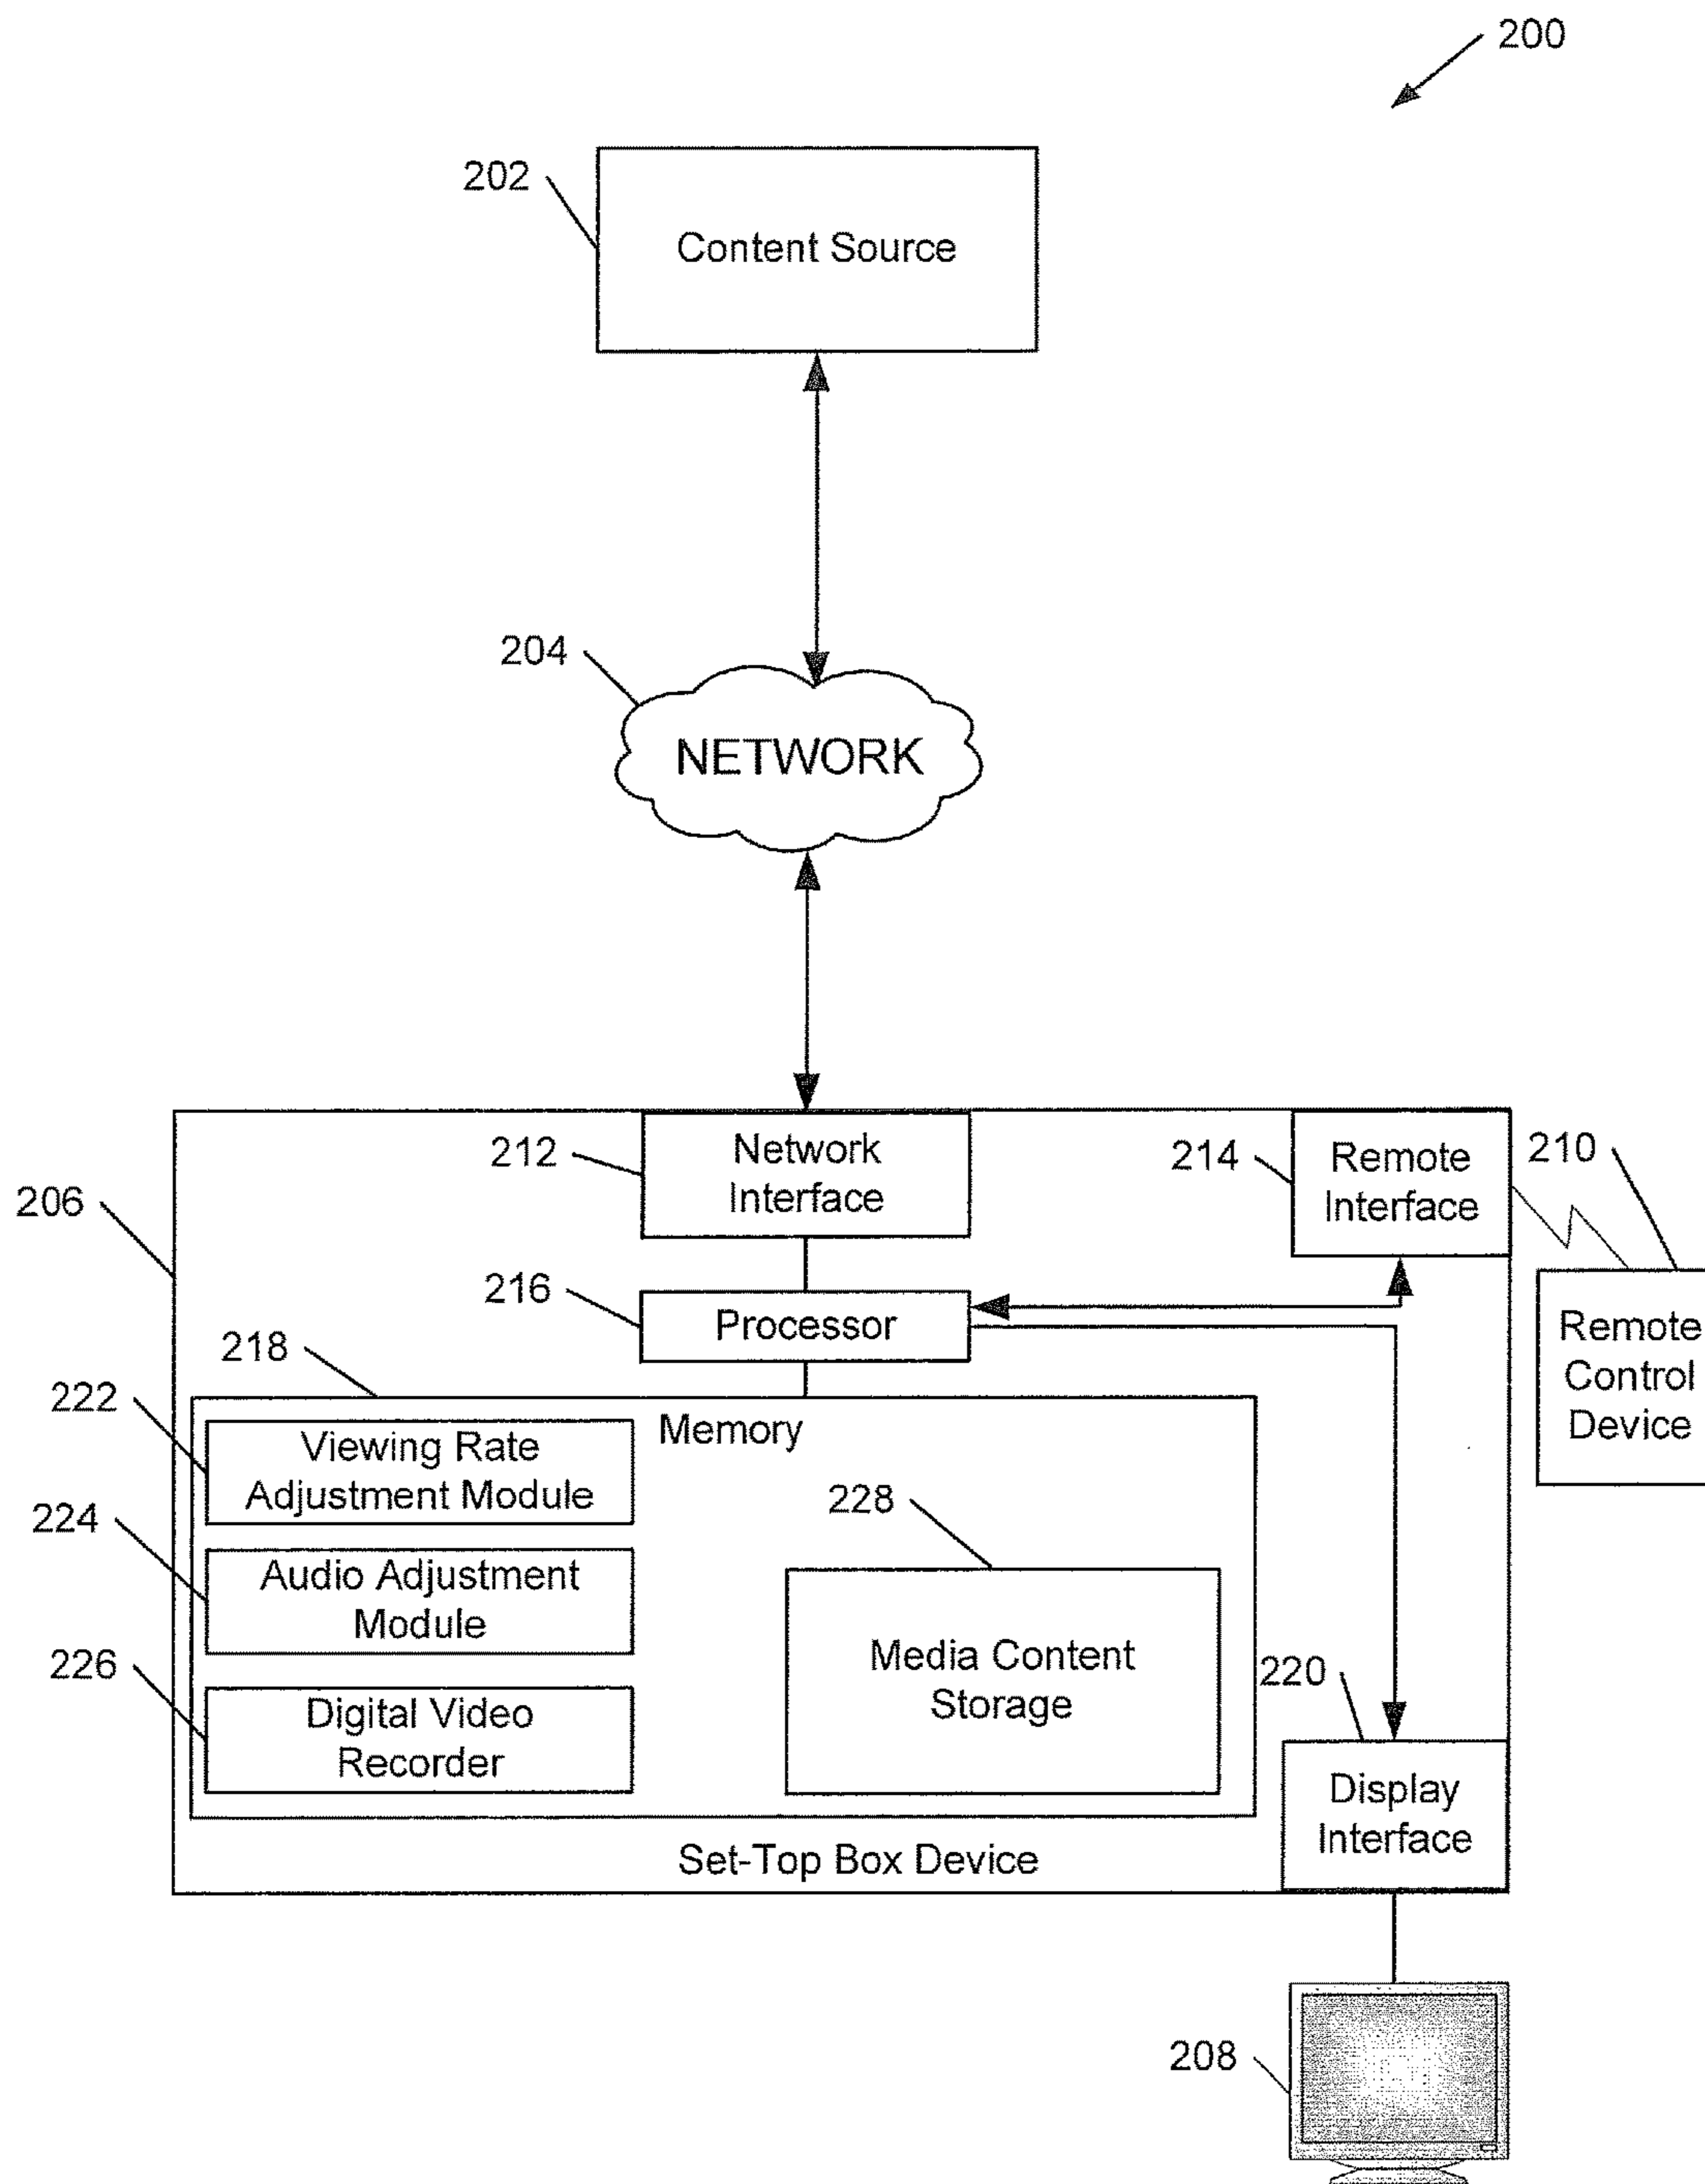 200
202
Content Source
204
NETWORK
206
212
Network
Interface
214
Remote
Interface
210
216
Processor
Remote
Control
Device
218
Memory
222
Viewing Rate
Adjustment Module
224
Audio Adjustment
Module
226
Digital Video
Recorder
228
Media Content
Storage
220
Display
Interface
Set-Top Box Device
208